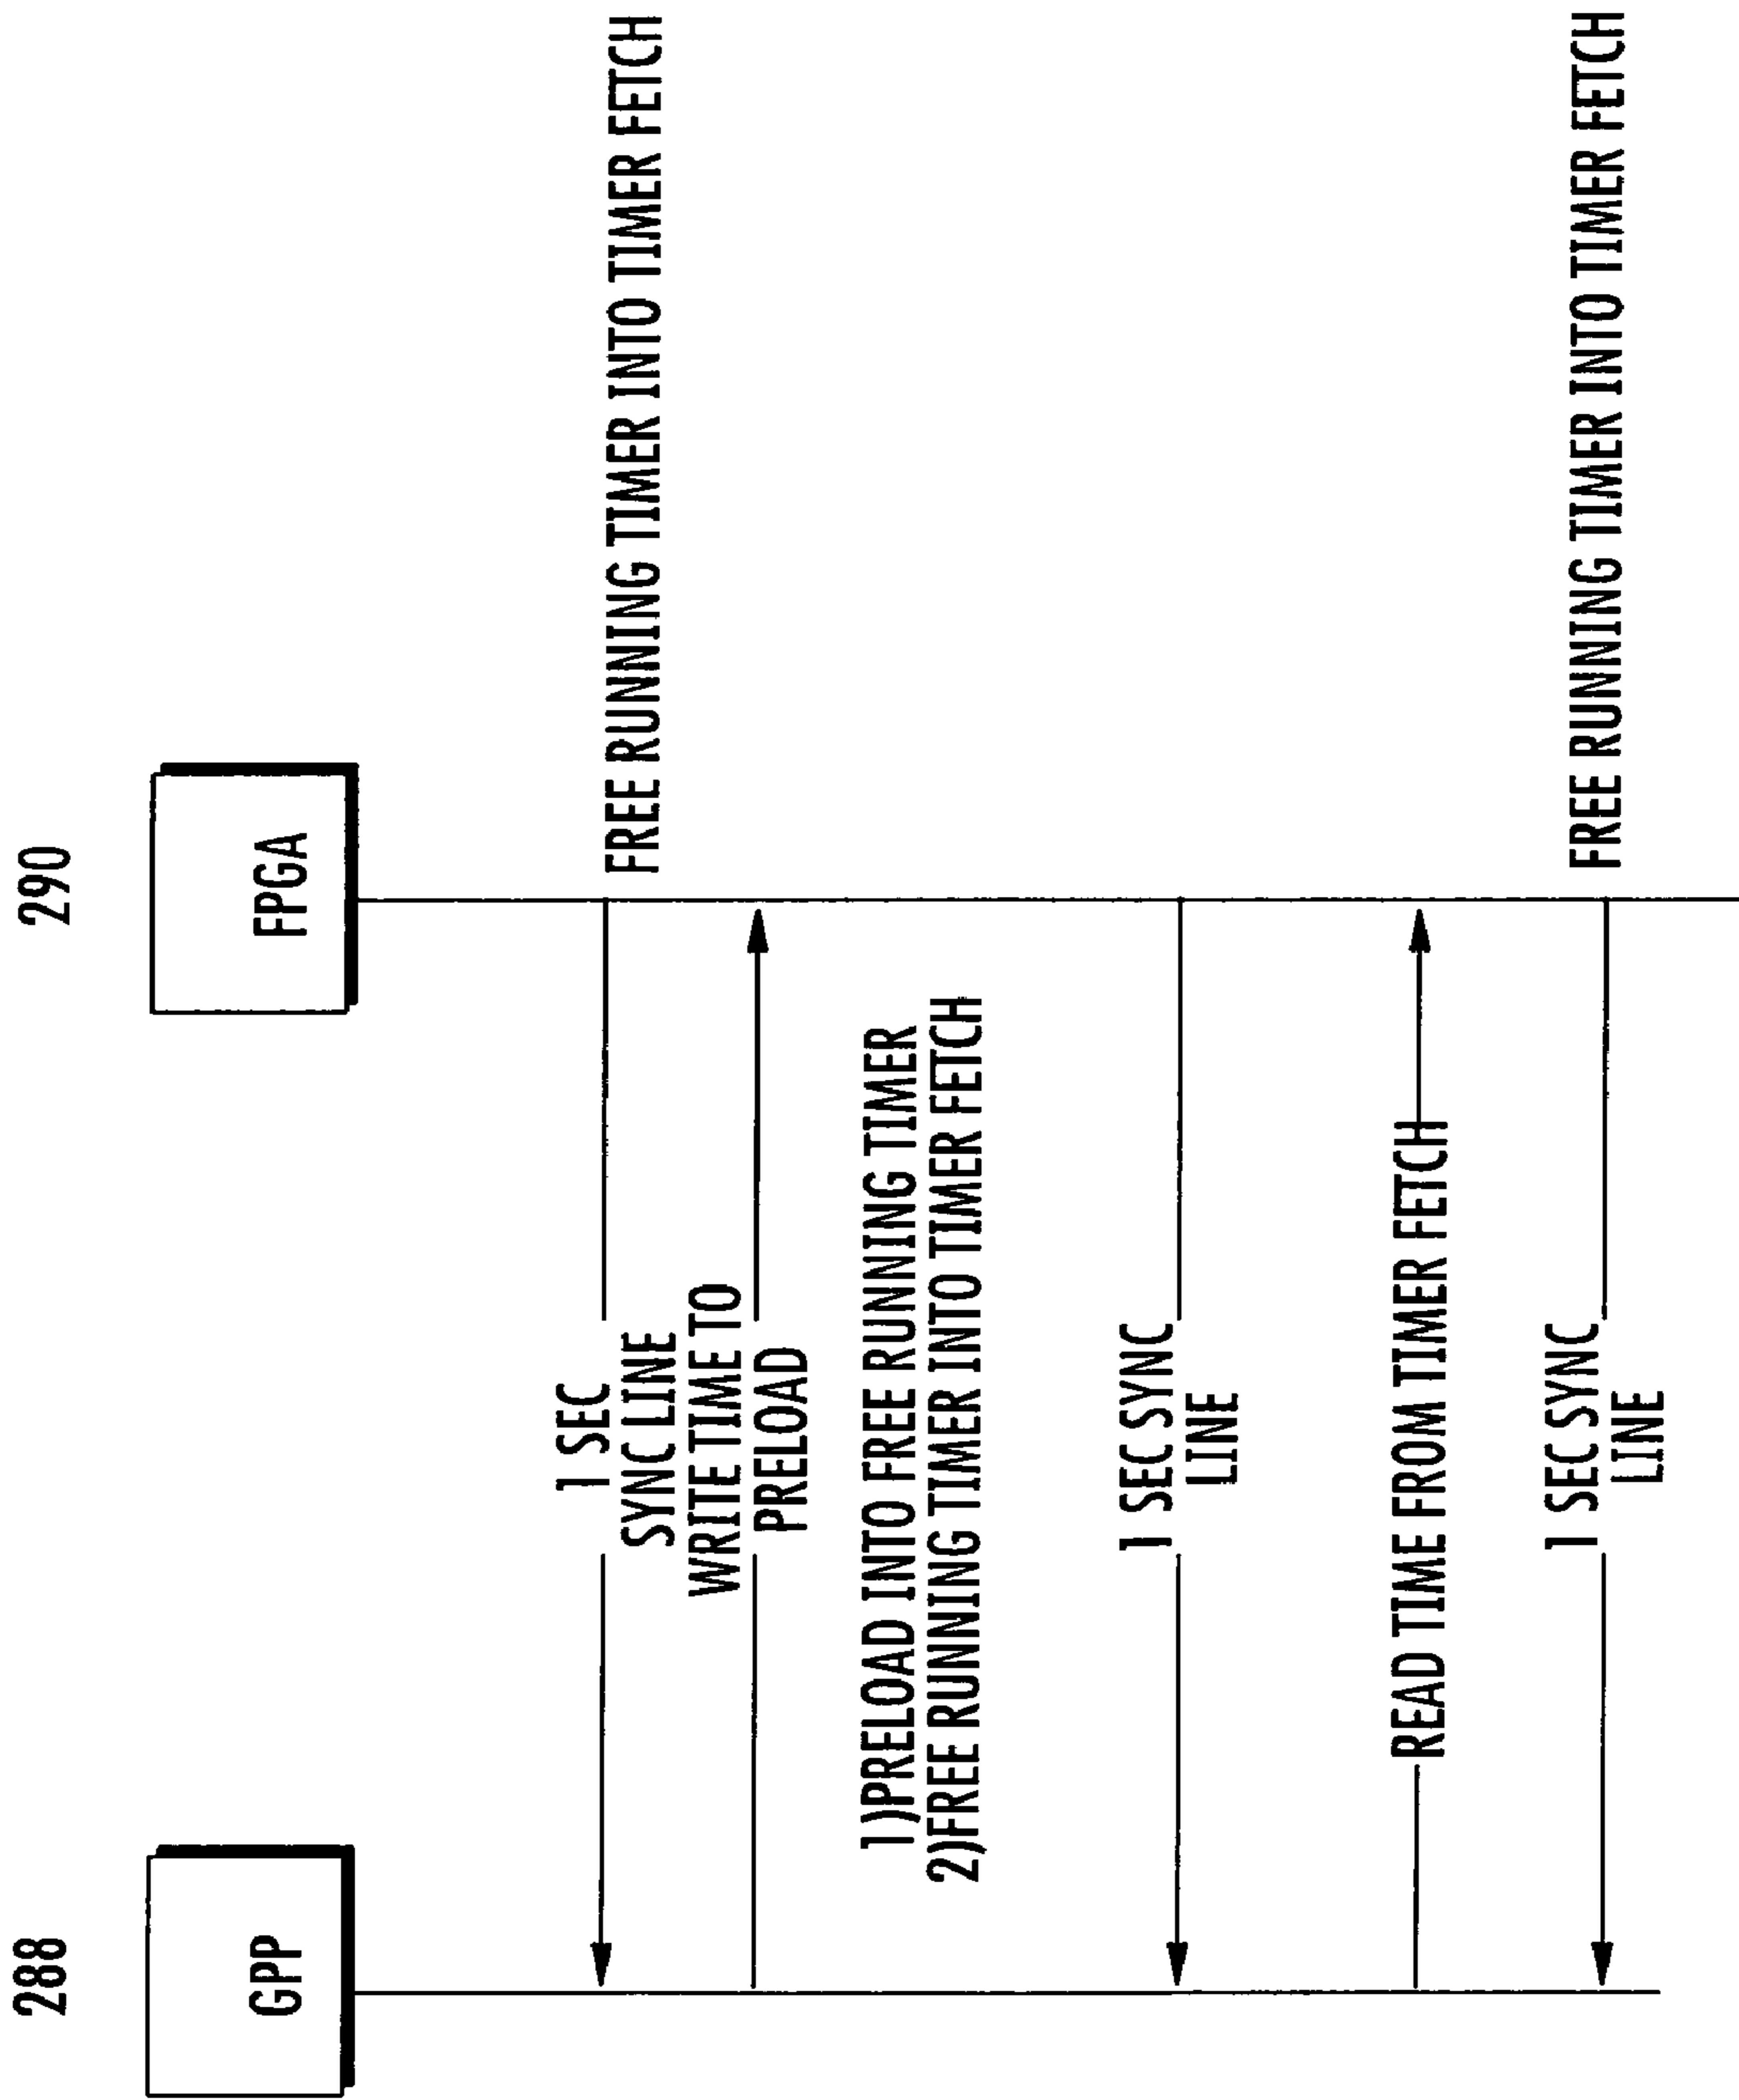 288
290
GPP
FPGA
1 SEC
SYNC LINE
FREE RUNNING TIMER INTO TIMER FETCH
WRITE TIME TO
PRELOAD
1)PRELOAD INTO FREE RUNNING TIMER
2)FREE RUNNING TIMER INTO TIMER FETCH
1 SEC SYNC
LINE
READ TIME FROM TIMER FETCH
1 SEC SYNC
LINE
FREE RUNNING TIMER INTO TIMER FETCH